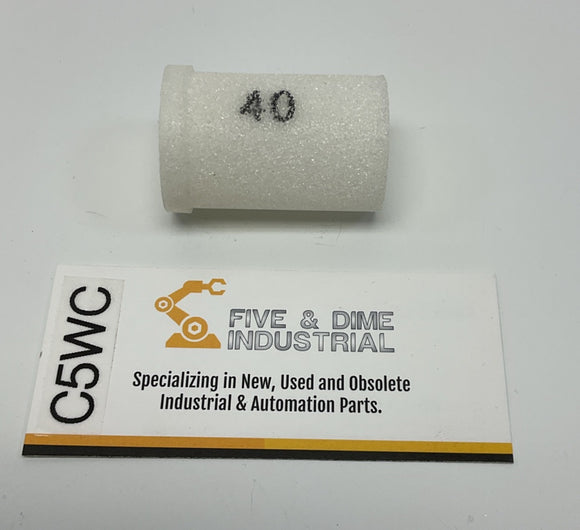 40
C5WC
FIVE & DIME
INDUSTRIAL
Specializing in New, Used and Obsolete
Industrial & Automation Parts.